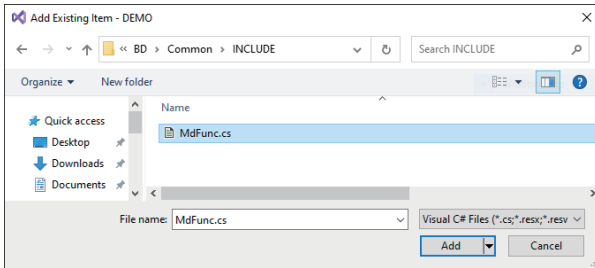 Add Existing Item - DEMO
« BD > Common > INCLUDE
Search INCLUDE
Organize
New folder
Name
Quick access
MdFunc.cs
Desktop
Downloads
Documents
File name: MdFunc.cs
Visual C# Files (*.cs;*.resx;*.resv
Add
Cancel